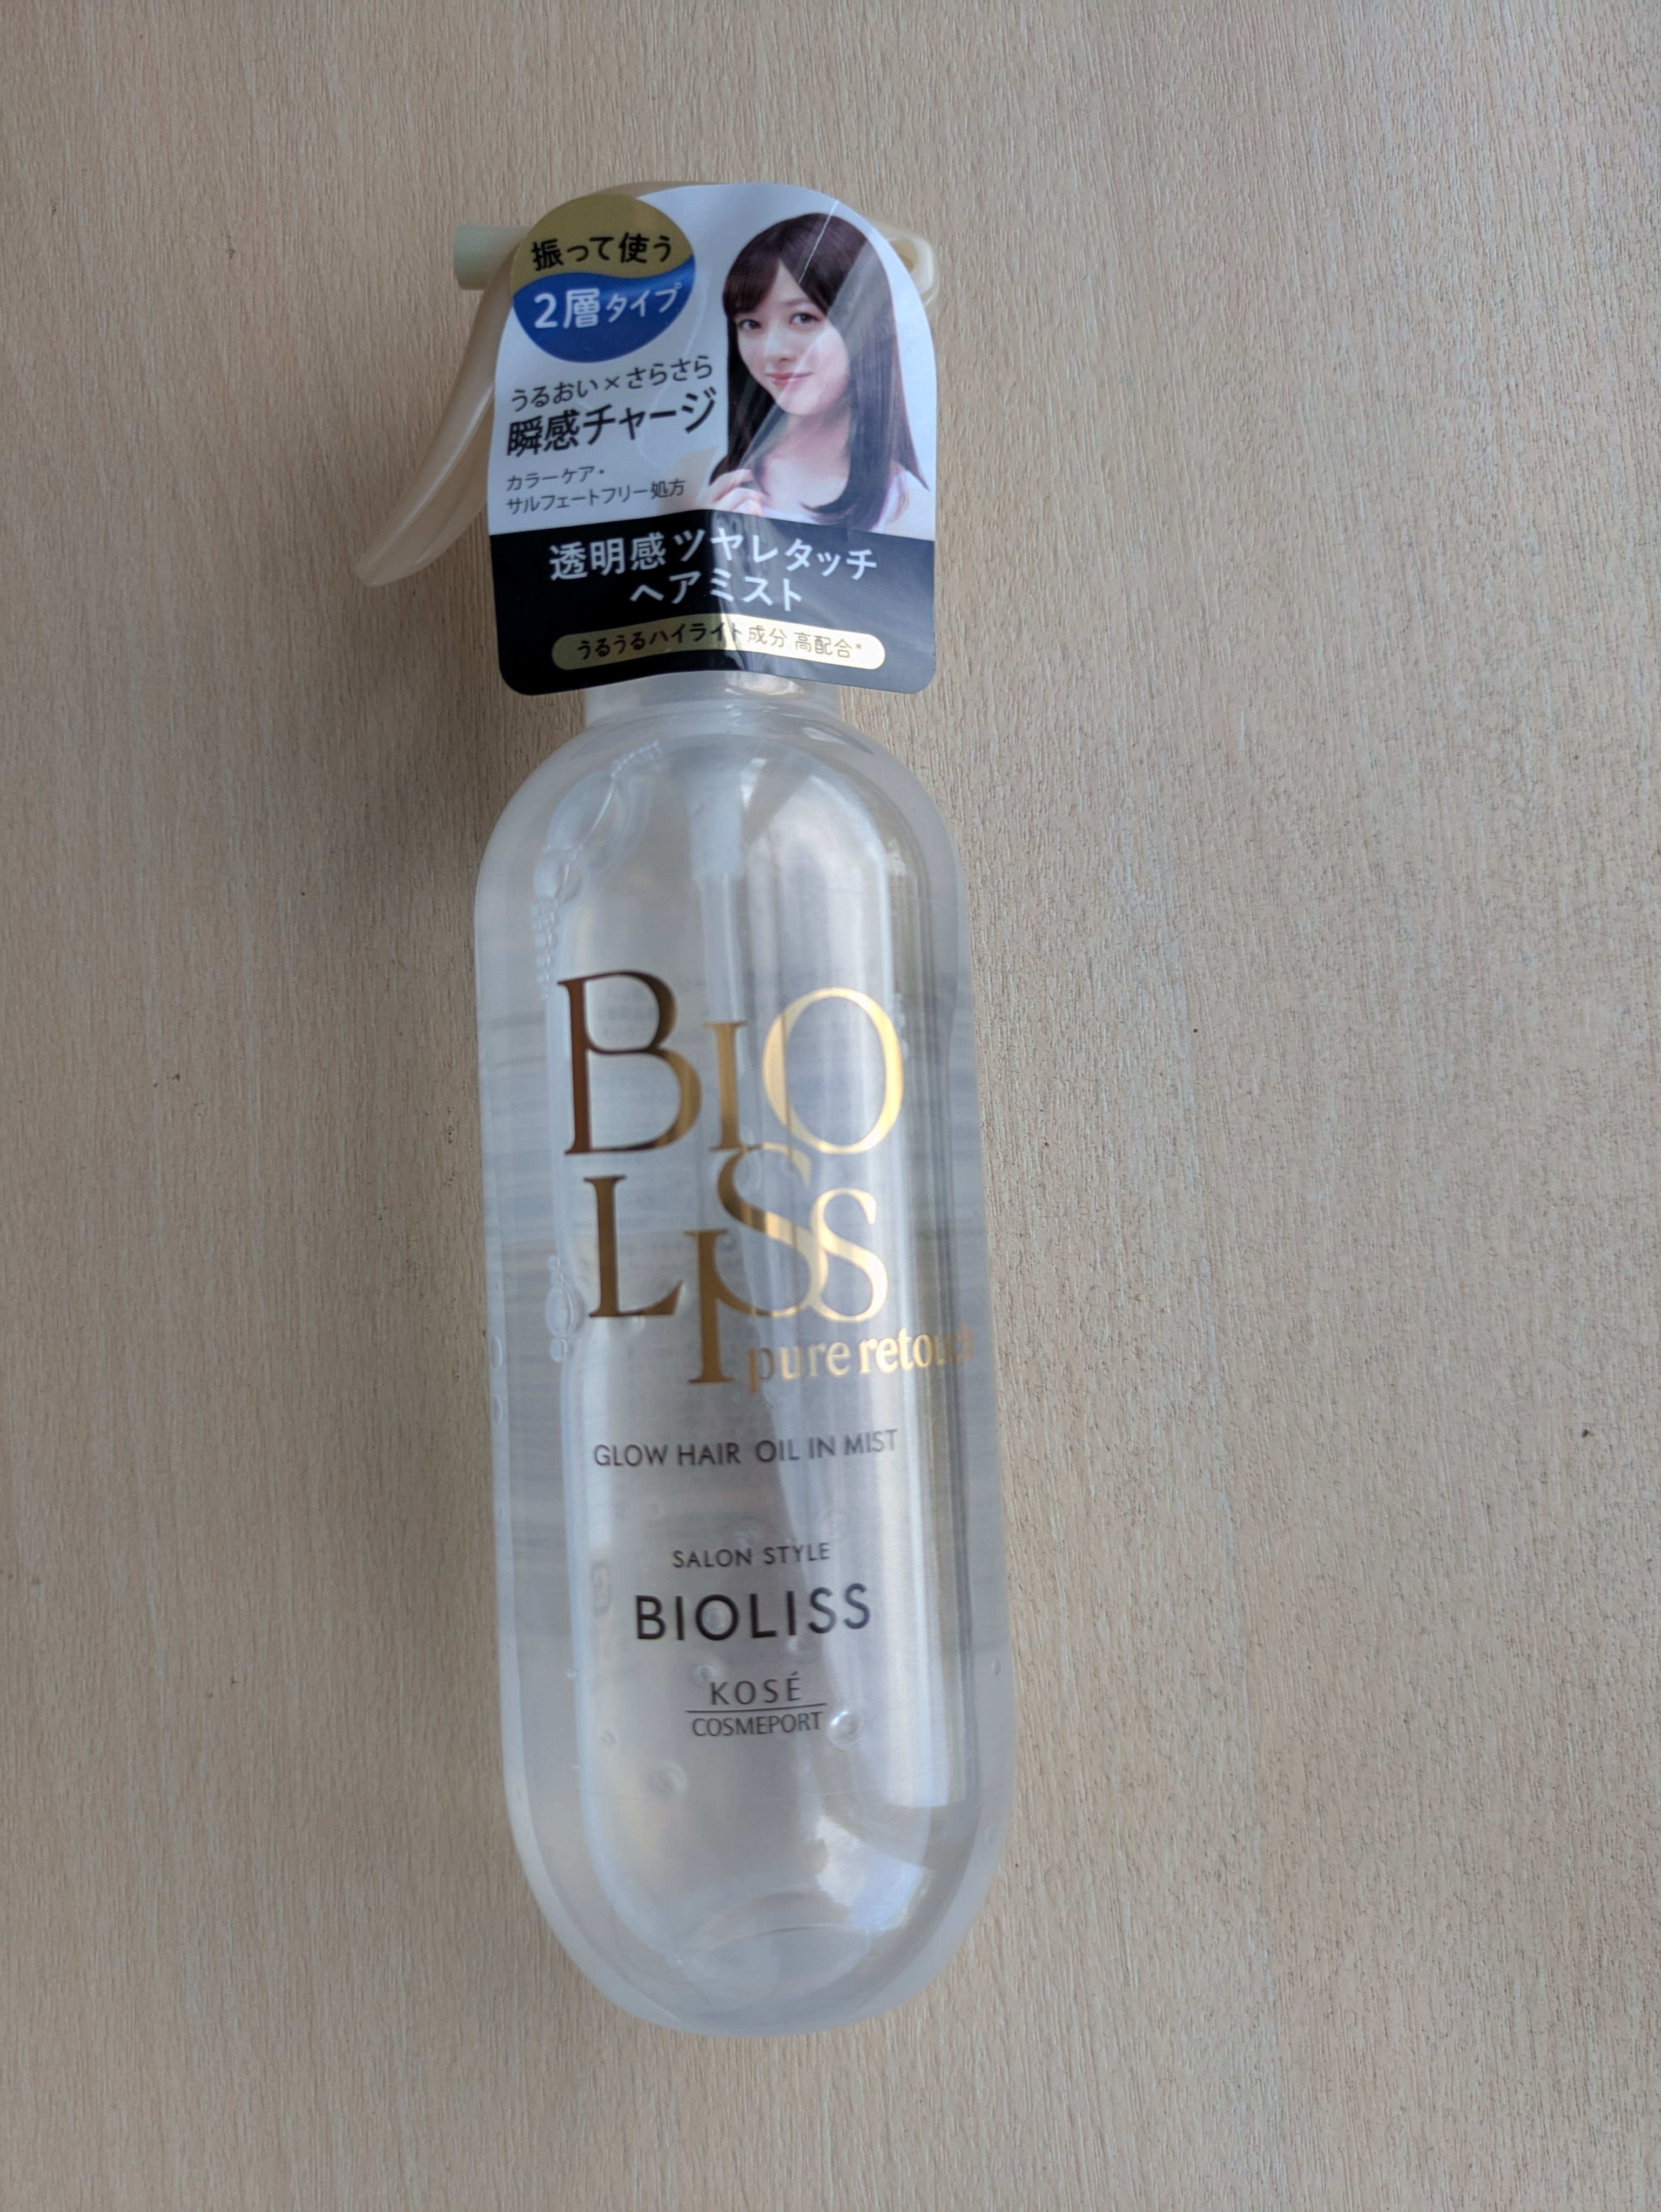 振って使う
2層タイプ
うるおい×さらさら
瞬感チャージ
カラーケア・
サルフェートフリー処方
透明感ツヤレタッチ
ヘアミスト
うるうるハイライト成分 高配合*
BIO
LISS
pure retouch
GLOW HAIR OIL IN MIST
SALON STYLE
BIOLISS
KOSÉ
COSMEPORT